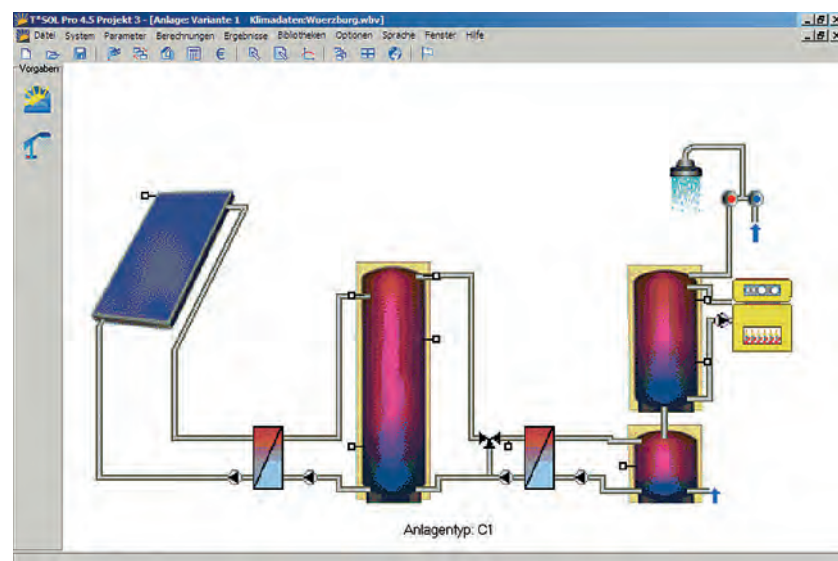 T*SOL Pro 4.5 Projekt 3 - [Anlage: Variante 1 Klimadaten:Wuerzburg.wbv]
Datei System Parameter Berechnungen Ergebnisse Bibliotheken Optionen Sprache Fenster Hilfe
Vorgaben
Anlagentyp: C1